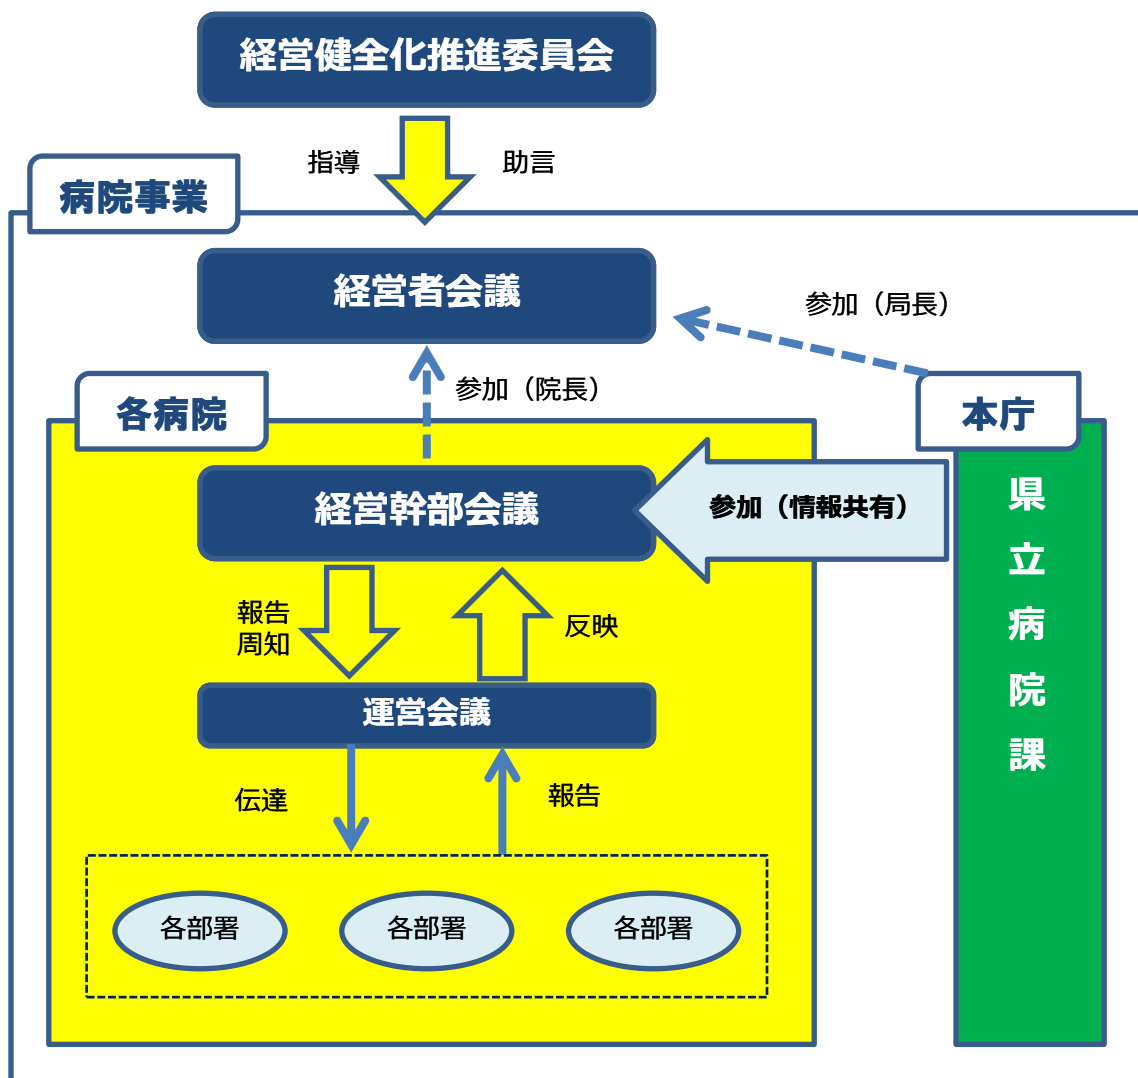 経営健全化推進委員会
指導
助言
病院事業
経営者会議
参加（局長）
参加（院長）
各病院
本庁
経営幹部会議
参加（情報共有）
県立病院課
報告
周知
反映
運営会議
伝達
報告
各部署
各部署
各部署